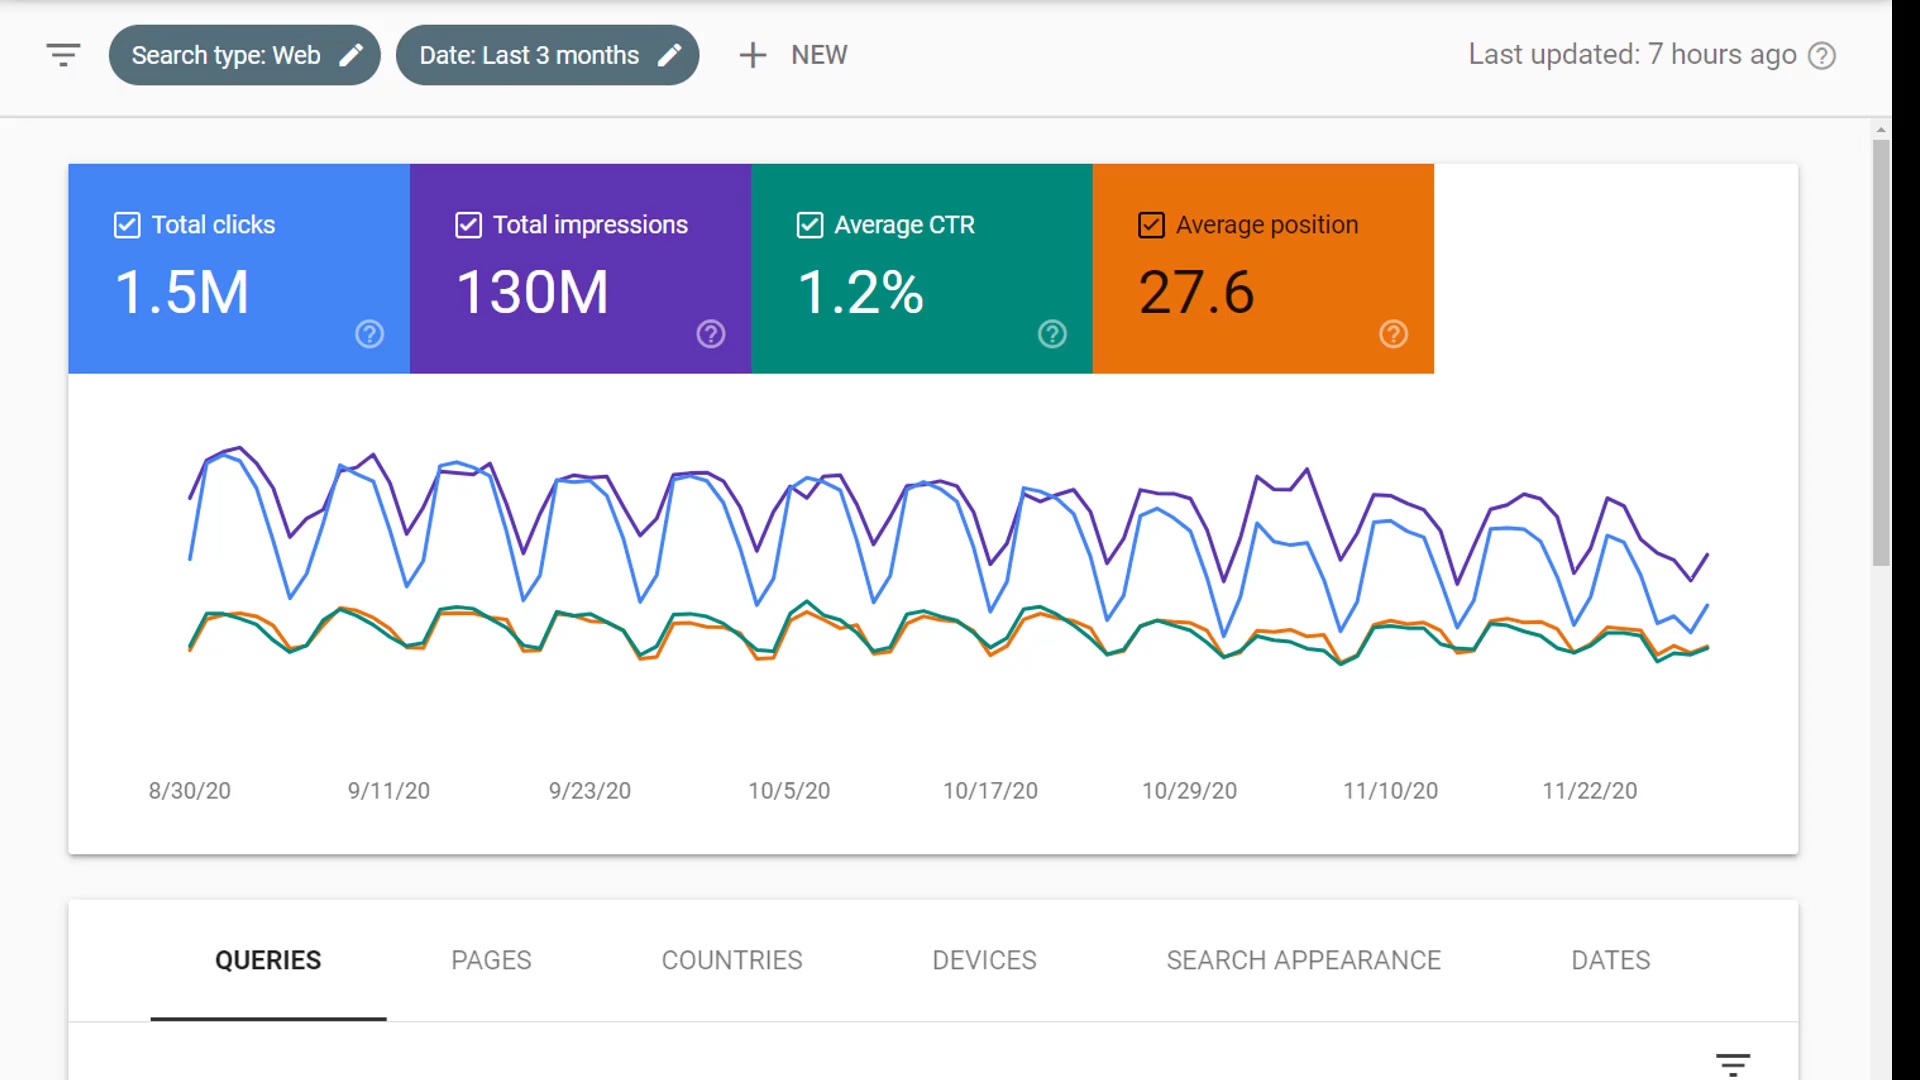 Search type: Web
Date: Last 3 months
NEW
Last updated: 7 hours ago
Total clicks
1.5M
Total impressions
130M
Average CTR
1.2%
Average position
27.6
8/30/20
9/11/20
9/23/20
10/5/20
10/17/20
10/29/20
11/10/20
11/22/20
QUERIES
PAGES
COUNTRIES
DEVICES
SEARCH APPEARANCE
DATES